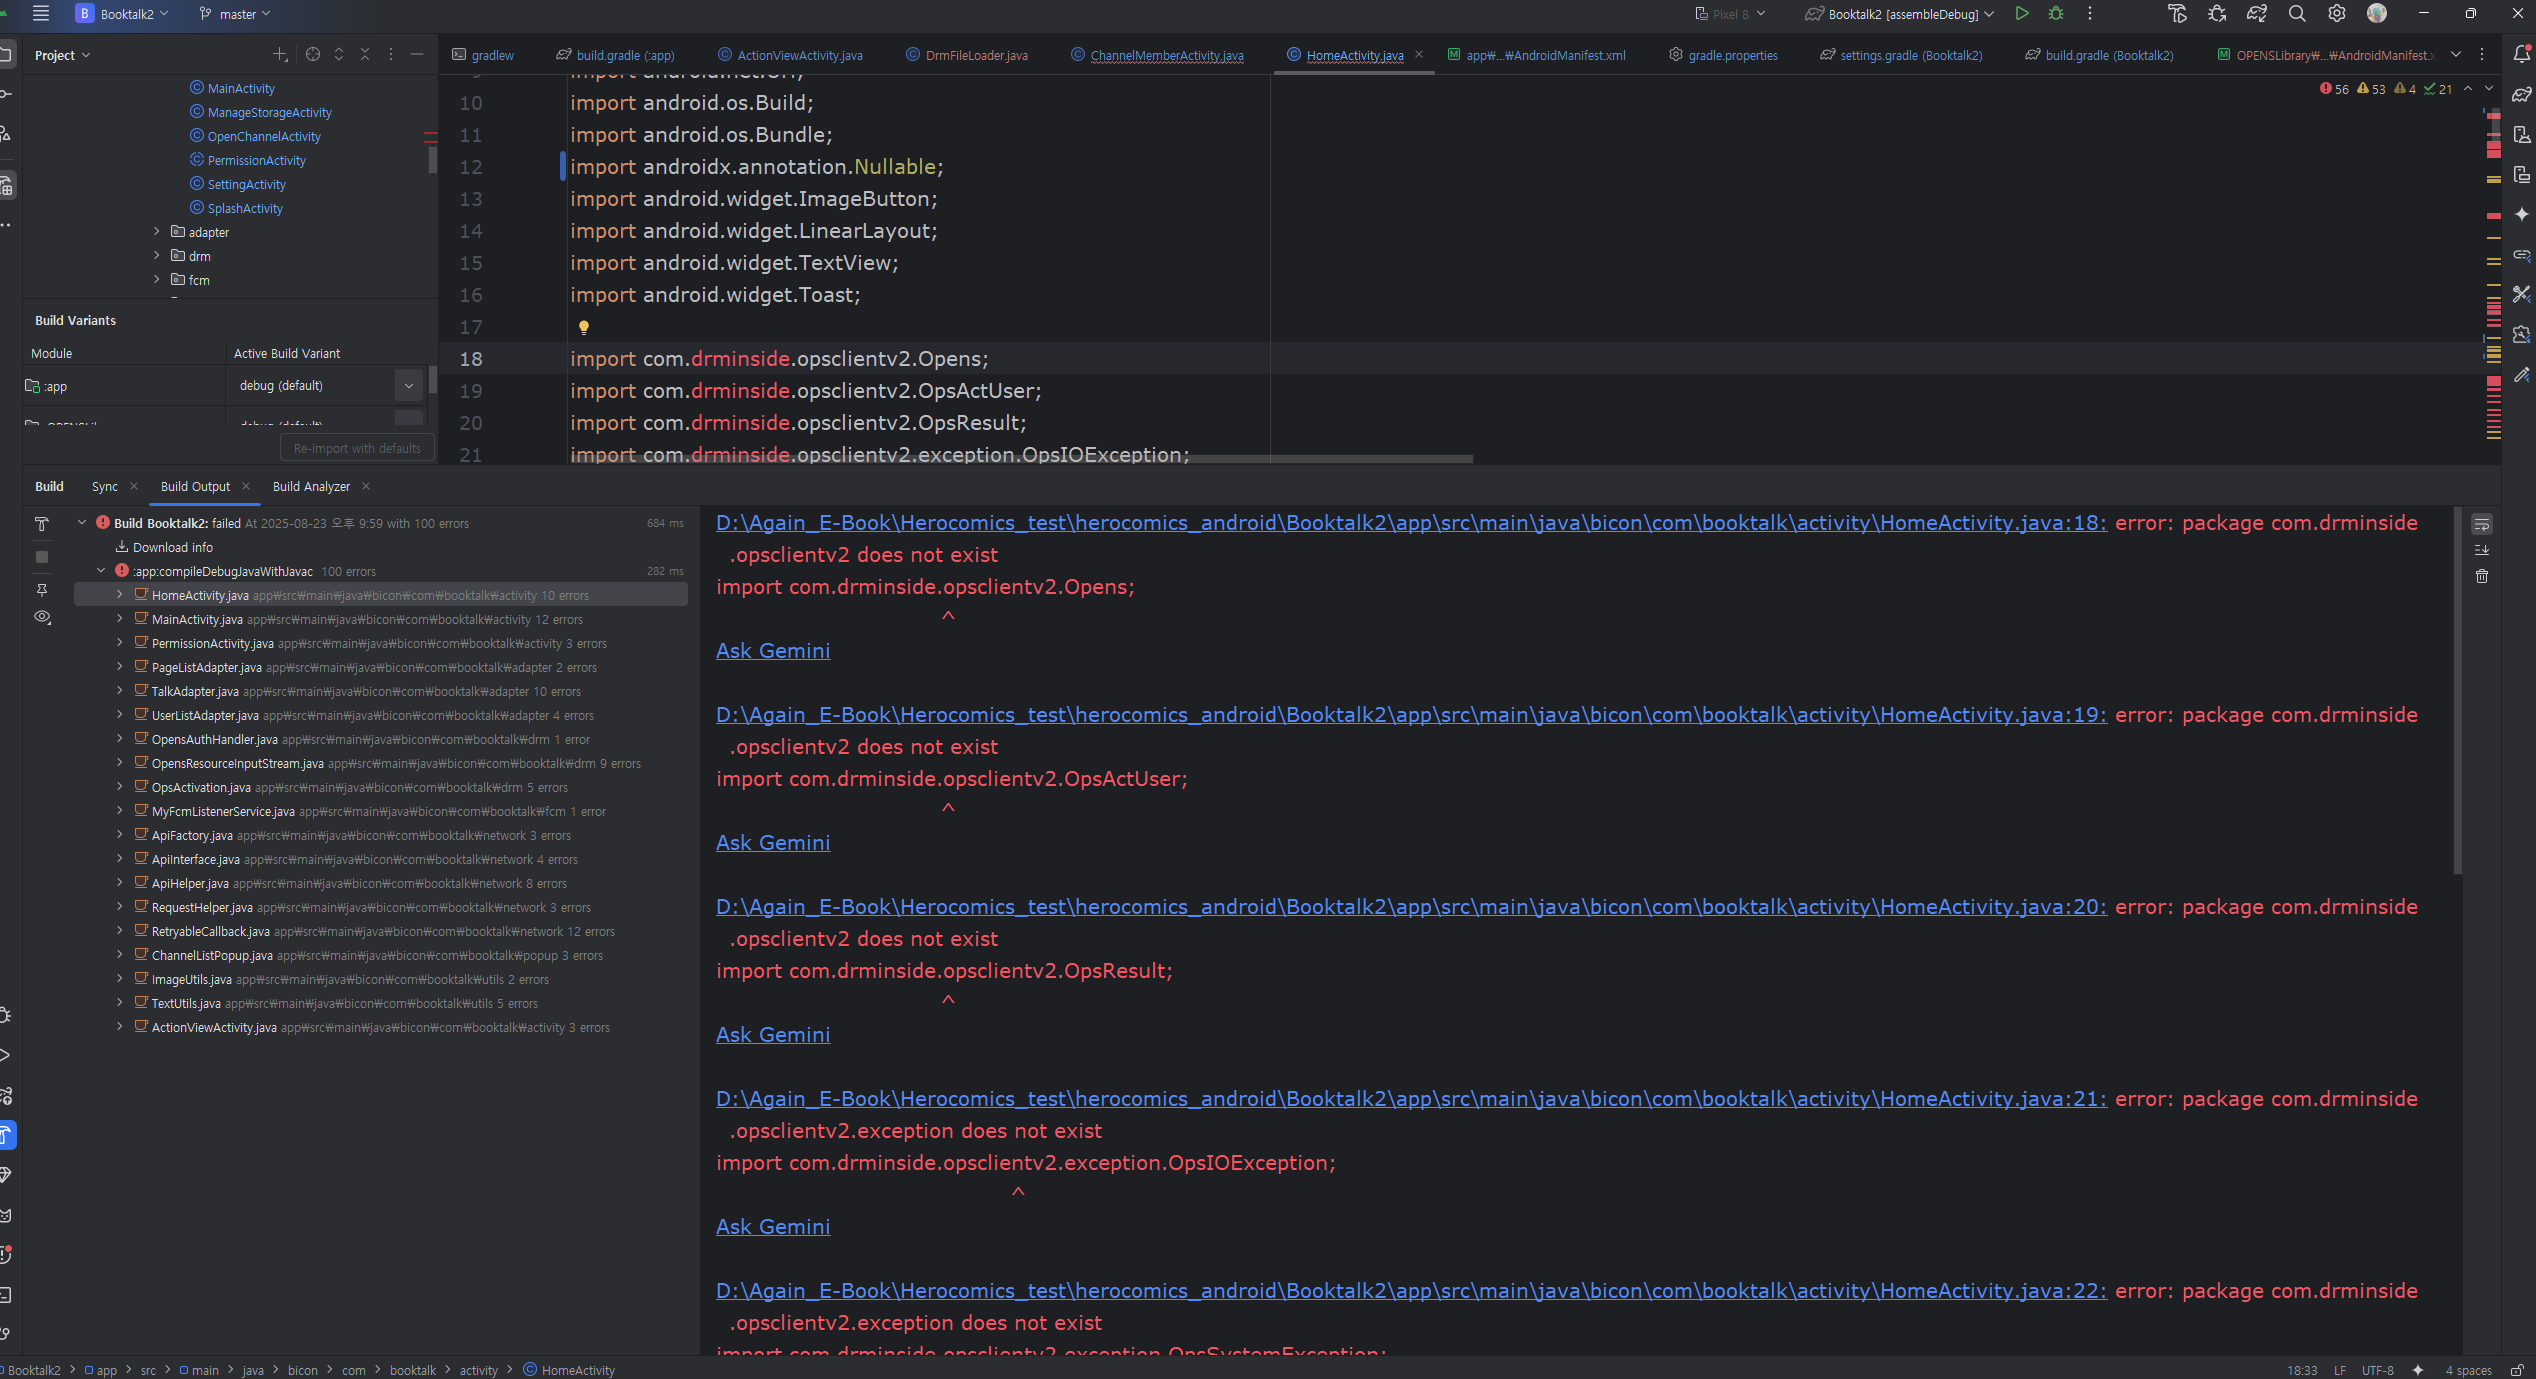 B Booktalk2 master Pixel 8 Booktalk2 [assembleDebug]
Project
gradlew build.gradle (:app) ActionViewActivity.java DrmFileLoader.java ChannelMemberActivity.java HomeActivity.java app₩...₩AndroidManifest.xml gradle.properties settings.gradle (Booktalk2) build.gradle (Booktalk2) OPENSLibrary₩...₩AndroidManifest.
MainActivity
ManageStorageActivity
OpenChannelActivity
PermissionActivity
SettingActivity
SplashActivity
adapter
drm
fcm
56 53 4 21
10 import android.os.Build;
11 import android.os.Bundle;
12 import androidx.annotation.Nullable;
13 import android.widget.ImageButton;
14 import android.widget.LinearLayout;
15 import android.widget.TextView;
16 import android.widget.Toast;
17
18 import com.drminside.opsclientv2.Opens;
19 import com.drminside.opsclientv2.OpsActUser;
20 import com.drminside.opsclientv2.OpsResult;
21 import com.drminside.opsclientv2.exception.OpsIOException;
Build Variants
Module Active Build Variant
:app debug (default)
Re-import with defaults
Build Sync Build Output Build Analyzer
Build Booktalk2: failed At 2025-08-23 오후 9:59 with 100 errors 684 ms
Download info
:app:compileDebugJavaWithJavac 100 errors 282 ms
HomeActivity.java app₩src₩main₩java₩bicon₩com₩booktalk₩activity 10 errors
MainActivity.java app₩src₩main₩java₩bicon₩com₩booktalk₩activity 12 errors
PermissionActivity.java app₩src₩main₩java₩bicon₩com₩booktalk₩activity 3 errors
PageListAdapter.java app₩src₩main₩java₩bicon₩com₩booktalk₩adapter 2 errors
TalkAdapter.java app₩src₩main₩java₩bicon₩com₩booktalk₩adapter 10 errors
UserListAdapter.java app₩src₩main₩java₩bicon₩com₩booktalk₩adapter 4 errors
OpensAuthHandler.java app₩src₩main₩java₩bicon₩com₩booktalk₩drm 1 error
OpensResourceInputStream.java app₩src₩main₩java₩bicon₩com₩booktalk₩drm 9 errors
OpsActivation.java app₩src₩main₩java₩bicon₩com₩booktalk₩drm 5 errors
MyFcmListenerService.java app₩src₩main₩java₩bicon₩com₩booktalk₩fcm 1 error
ApiFactory.java app₩src₩main₩java₩bicon₩com₩booktalk₩network 3 errors
ApiInterface.java app₩src₩main₩java₩bicon₩com₩booktalk₩network 4 errors
ApiHelper.java app₩src₩main₩java₩bicon₩com₩booktalk₩network 8 errors
RequestHelper.java app₩src₩main₩java₩bicon₩com₩booktalk₩network 3 errors
RetryableCallback.java app₩src₩main₩java₩bicon₩com₩booktalk₩network 12 errors
ChannelListPopup.java app₩src₩main₩java₩bicon₩com₩booktalk₩popup 3 errors
ImageUtils.java app₩src₩main₩java₩bicon₩com₩booktalk₩utils 2 errors
TextUtils.java app₩src₩main₩java₩bicon₩com₩booktalk₩utils 5 errors
ActionViewActivity.java app₩src₩main₩java₩bicon₩com₩booktalk₩activity 3 errors
D:\Again_E-Book\Herocomics_test\herocomics_android\Booktalk2\app\src\main\java\bicon\com\booktalk\activity\HomeActivity.java:18: error: package com.drminside
.opsclientv2 does not exist
import com.drminside.opsclientv2.Opens;
^
Ask Gemini
D:\Again_E-Book\Herocomics_test\herocomics_android\Booktalk2\app\src\main\java\bicon\com\booktalk\activity\HomeActivity.java:19: error: package com.drminside
.opsclientv2 does not exist
import com.drminside.opsclientv2.OpsActUser;
^
Ask Gemini
D:\Again_E-Book\Herocomics_test\herocomics_android\Booktalk2\app\src\main\java\bicon\com\booktalk\activity\HomeActivity.java:20: error: package com.drminside
.opsclientv2 does not exist
import com.drminside.opsclientv2.OpsResult;
^
Ask Gemini
D:\Again_E-Book\Herocomics_test\herocomics_android\Booktalk2\app\src\main\java\bicon\com\booktalk\activity\HomeActivity.java:21: error: package com.drminside
.opsclientv2.exception does not exist
import com.drminside.opsclientv2.exception.OpsIOException;
^
Ask Gemini
D:\Again_E-Book\Herocomics_test\herocomics_android\Booktalk2\app\src\main\java\bicon\com\booktalk\activity\HomeActivity.java:22: error: package com.drminside
.opsclientv2.exception does not exist
import com.drminside.opsclientv2.exception.OpsSystemException;
Booktalk2 > app > src > main > java > bicon > com > booktalk > activity > HomeActivity
18:33 LF UTF-8 4 spaces